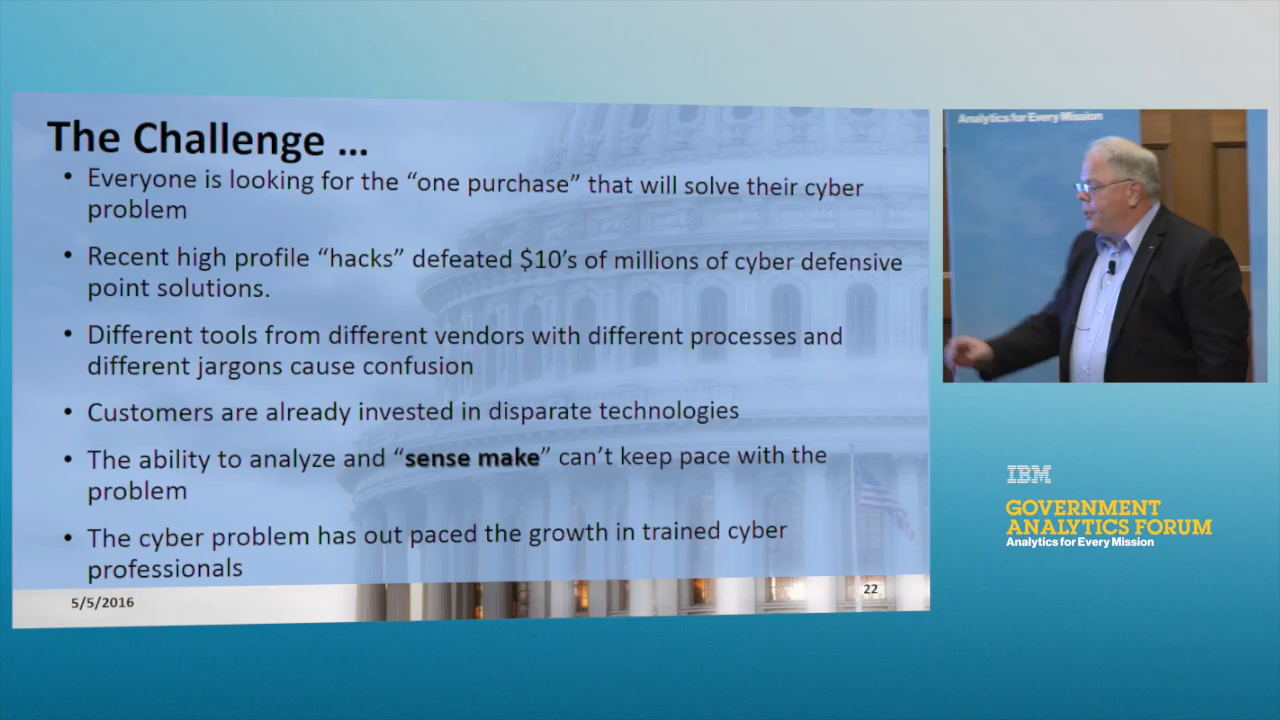 The Challenge ...
• Everyone is looking for the “one purchase” that will solve their cyber
problem
• Recent high profile “hacks” defeated $10’s of millions of cyber defensive
point solutions.
• Different tools from different vendors with different processes and
different jargons cause confusion
• Customers are already invested in disparate technologies
• The ability to analyze and “sense make” can’t keep pace with the
problem
• The cyber problem has out paced the growth in trained cyber
professionals
5/5/2016
22
Analytics for Every Mission
IBM
GOVERNMENT
ANALYTICS FORUM
Analytics for Every Mission